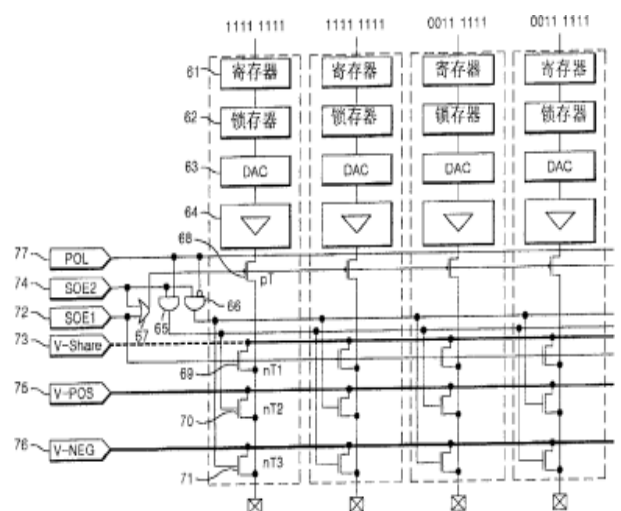 1111 1111 1111 1111 0011 1111 0011 1111
61 寄存器 寄存器 寄存器 寄存器
62 锁存器 锁存器 锁存器 锁存器
63 DAC DAC DAC DAC
64
68
77 POL
74 SOE2 pT
72 SOE1 67 65 66
73 V-Share
69 nT1
75 V-POS
70 nT2
76 V-NEG
71 nT3